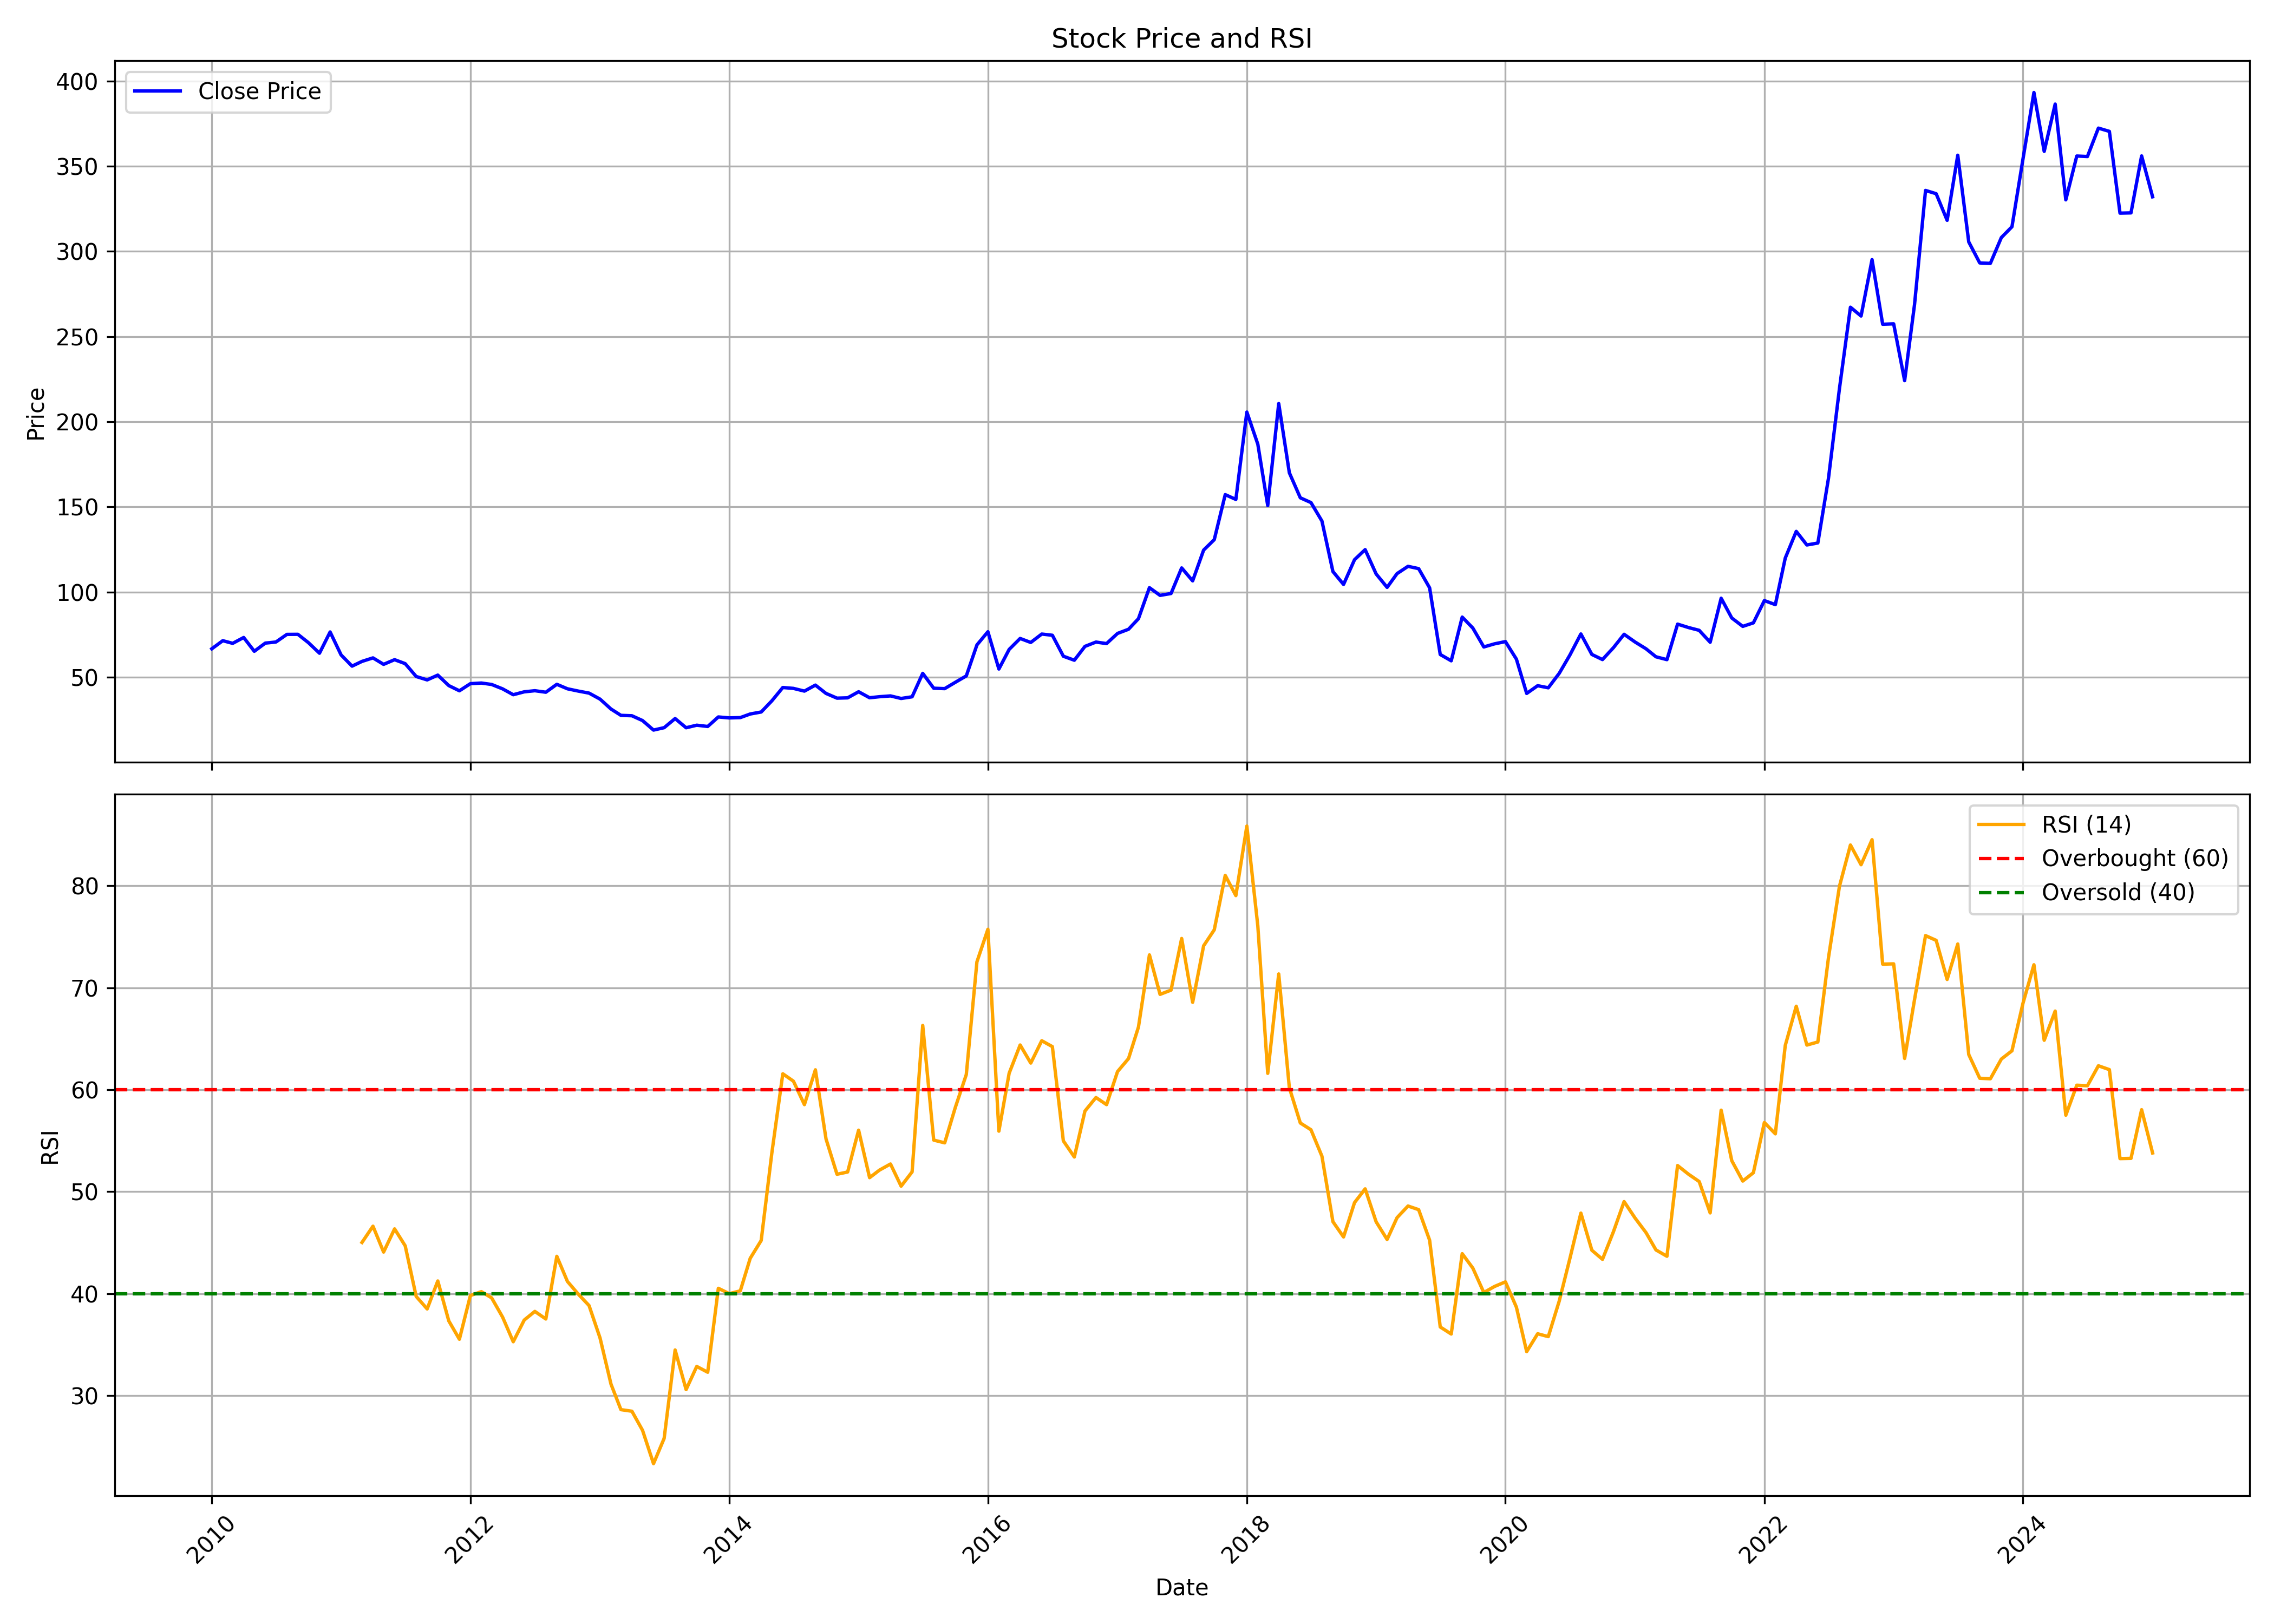 Stock Price and RSI
400
350
300
250
200
150
100
50
Price
Close Price
80
70
60
50
40
30
RSI
RSI (14)
Overbought (60)
Oversold (40)
2010
2012
2014
2016
2018
2020
2022
2024
Date